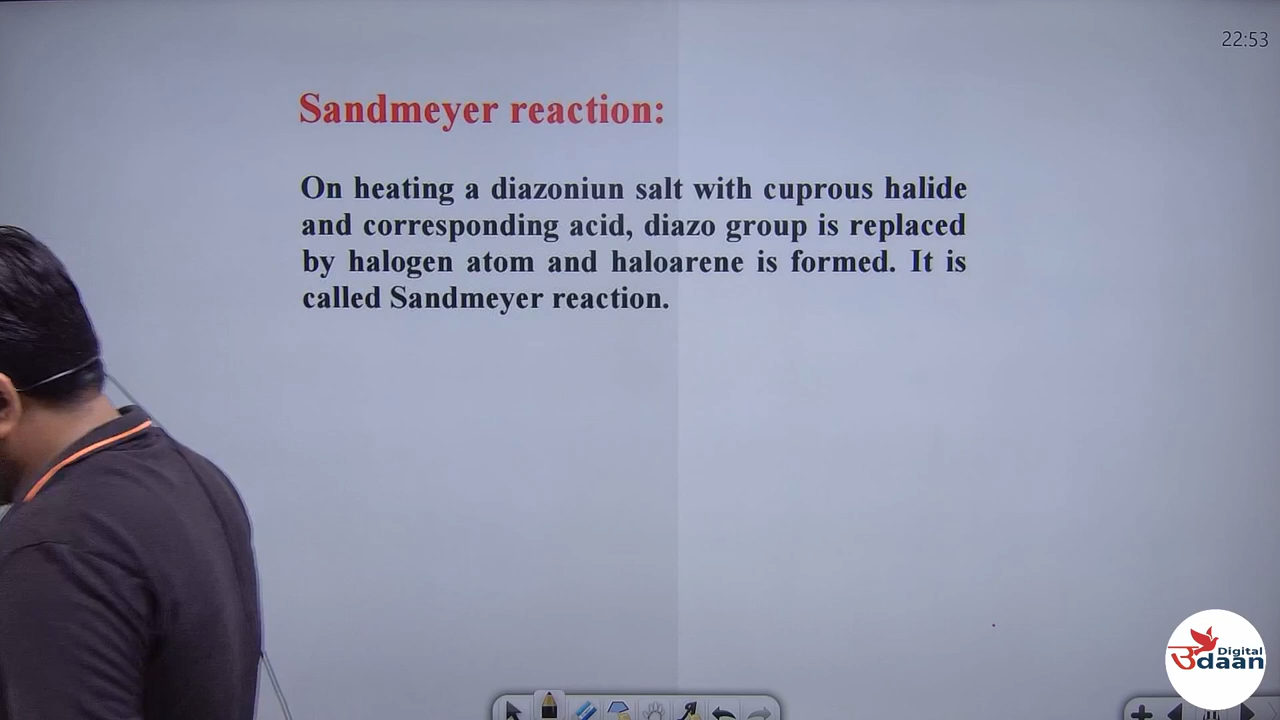 22:53
Sandmeyer reaction:
On heating a diazoniun salt with cuprous halide
and corresponding acid, diazo group is replaced
by halogen atom and haloarene is formed. It is
called Sandmeyer reaction.
Digital
उdaan